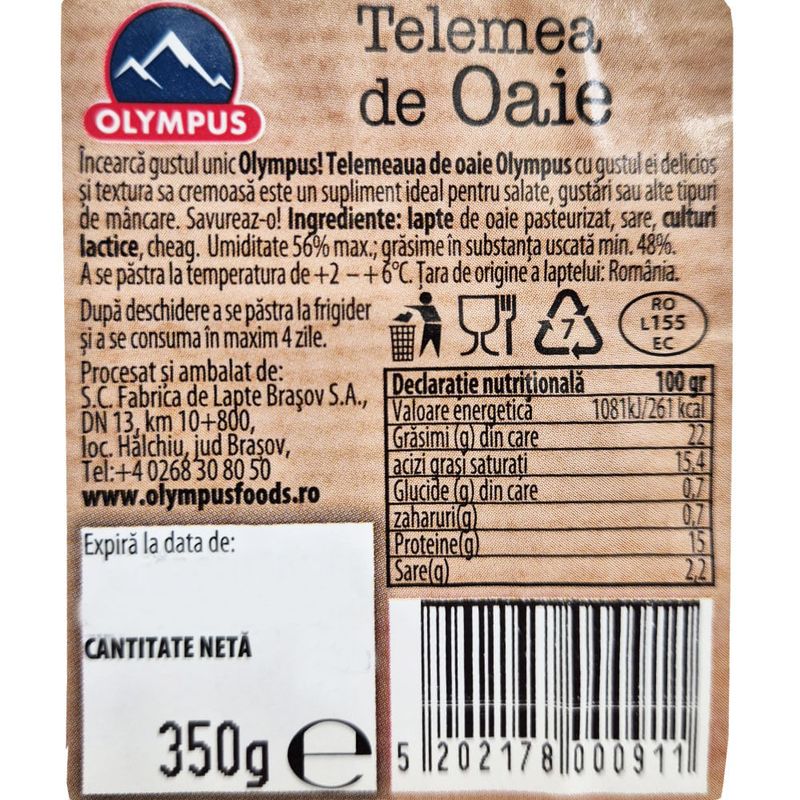 OLYMPUS
Telemea
de Oaie
Încearcă gustul unic Olympus! Telemeaua de oaie Olympus cu gustul ei delicios
și textura sa cremoasă este un supliment ideal pentru salate, gustări sau alte tipuri
de mâncare. Savureaz-o! Ingrediente: lapte de oaie pasteurizat, sare, culturi
lactice, cheag. Umiditate 56% max.; grăsime în substanța uscată min. 48%.
A se păstra la temperatura de +2 – + 6°C. Țara de origine a laptelui: România.
După deschidere a se păstra la frigider
și a se consuma în maxim 4 zile.
7
RO
L155
EC
Procesat și ambalat de:
S.C. Fabrica de Lapte Brașov S.A.,
DN 13, km 10+800,
loc. Hălchiu, jud Brașov,
Tel:+4 0268 30 80 50
www.olympusfoods.ro
Declarație nutrițională 100 gr
Valoare energetică 1081kJ/261 kcal
Grăsimi (g) din care 22
acizi grași saturati 15,4
Glucide (g) din care 0,7
zaharuri(g) 0,7
Proteine(g) 15
Sare(g) 2,2
Expiră la data de:
CANTITATE NETĂ
350g e
5 202178 000911